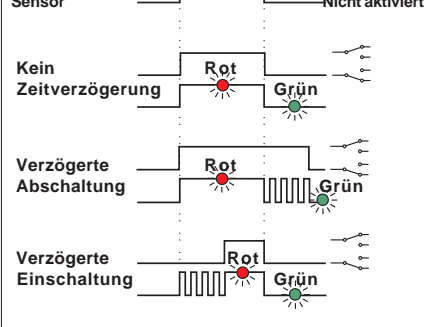 Sensor Nicht aktiviert
Kein Rot
Zeitverzögerung Grün
Verzögerte Rot
Abschaltung Grün
Verzögerte Rot
Einschaltung Grün